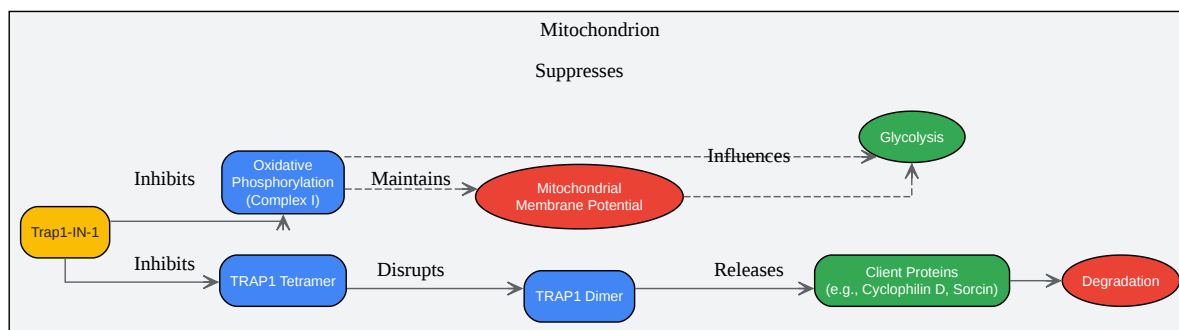 Mitochondrion
Suppresses
Glycolysis
Influences
Oxidative
Phosphorylation
(Complex I)
Inhibits
Maintains
Mitochondrial
Membrane Potential
Trap1-IN-1
Inhibits
TRAP1 Tetramer
Disrupts
TRAP1 Dimer
Releases
Client Proteins
(e.g., Cyclophilin D, Sorcin)
Degradation